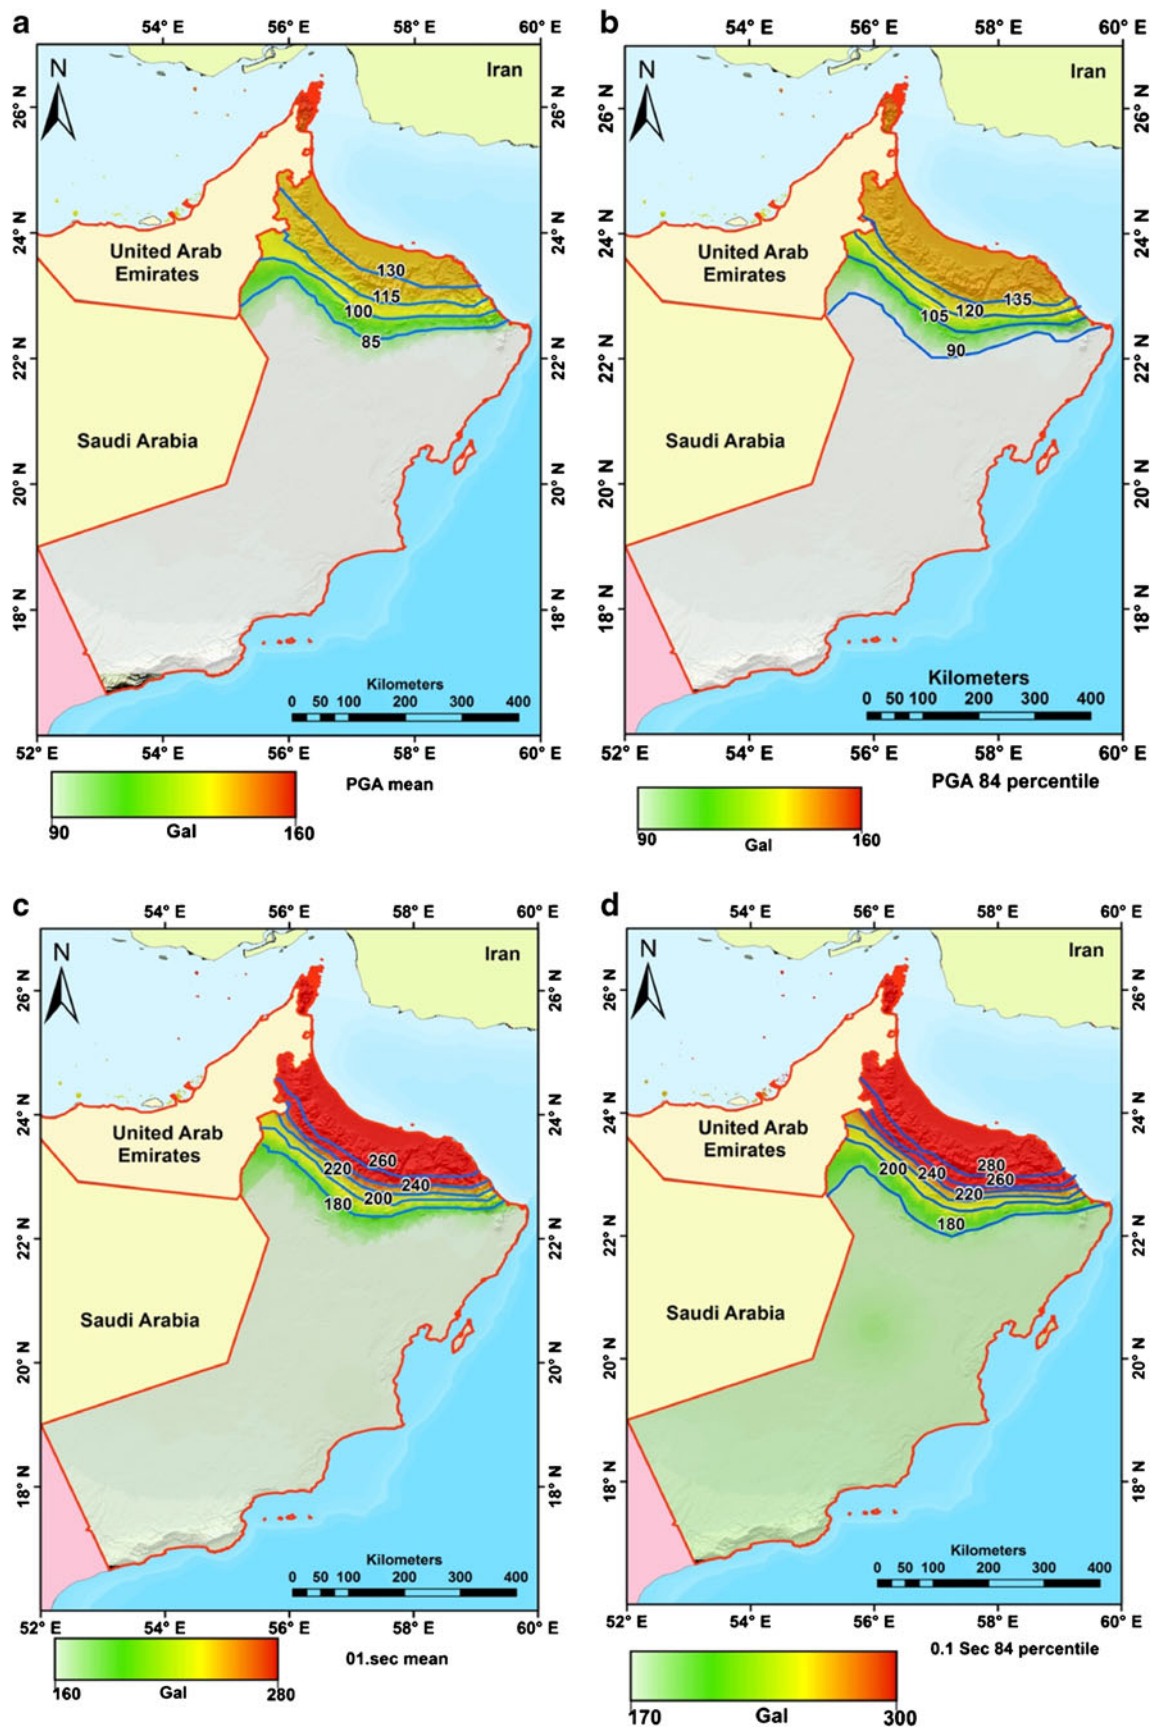 a
54° E 56° E 58° E 60° E
N
Iran
26° N 26° N
24° N 24° N
United Arab
Emirates
130
115
100
85
22° N 22° N
Saudi Arabia
20° N 20° N
18° N 18° N
Kilometers
0 50 100 200 300 400
52° E 54° E 56° E 58° E 60° E
90 Gal 160
PGA mean
b
54° E 56° E 58° E 60° E
N
Iran
26° N 26° N
24° N 24° N
United Arab
Emirates
135
120
105
90
22° N 22° N
Saudi Arabia
20° N 20° N
18° N 18° N
Kilometers
0 50 100 200 300 400
52° E 54° E 56° E 58° E 60° E
PGA 84 percentile
90 Gal 160
c
54° E 56° E 58° E 60° E
N
Iran
26° N 26° N
24° N 24° N
United Arab
Emirates
260
220
240
200
180
22° N 22° N
Saudi Arabia
20° N 20° N
18° N 18° N
Kilometers
0 50 100 200 300 400
52° E 54° E 56° E 58° E 60° E
01.sec mean
160 Gal 280
d
54° E 56° E 58° E 60° E
N
Iran
26° N 26° N
24° N 24° N
United Arab
Emirates
280
200 240 260
220
180
22° N 22° N
Saudi Arabia
20° N 20° N
18° N 18° N
Kilometers
0 50 100 200 300 400
52° E 54° E 56° E 58° E 60° E
0.1 Sec 84 percentile
170 Gal 300